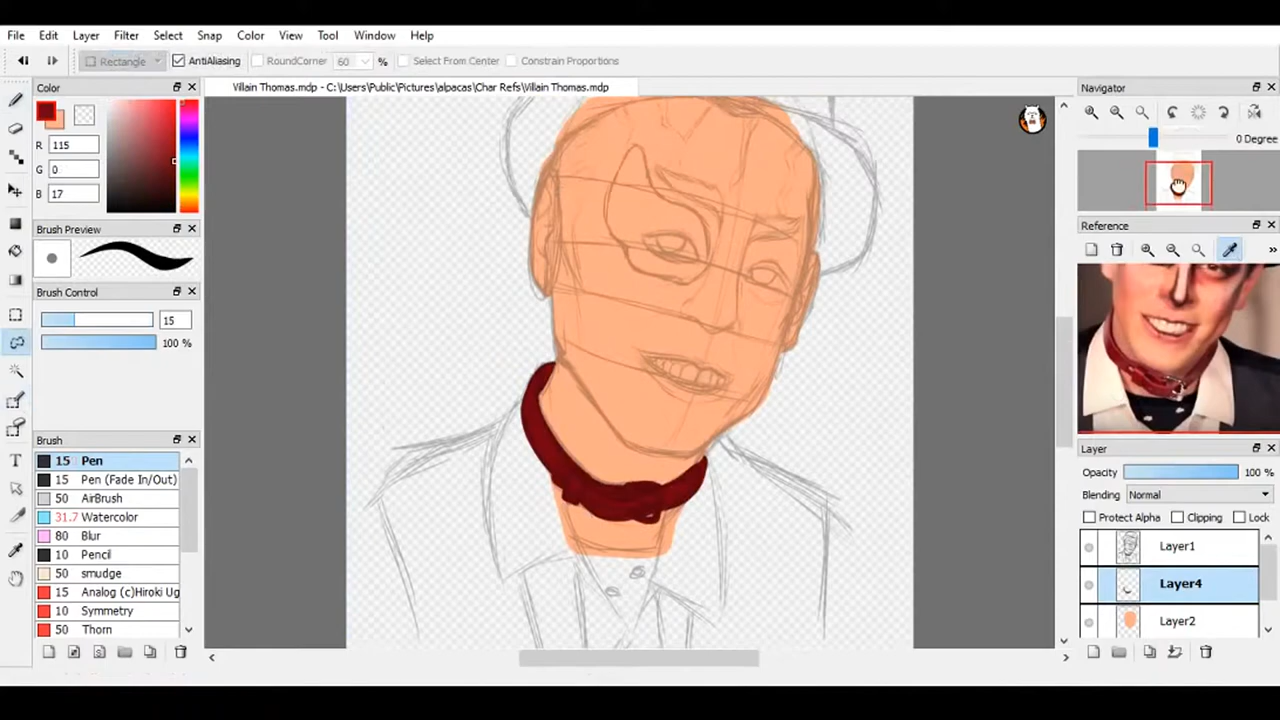 File Edit Layer Filter Select Snap Color View Tool Window Help
Rectangle AntiAliasing RoundCorner 60 % Select From Center Constrain Proportions
Color
Villain Thomas.mdp - C:\Users\Public\Pictures\alpacas\Char Refs\Villain Thomas.mdp
Navigator
R 115
G 0
B 17
0 Degree
Brush Preview
Reference
Brush Control
15
100 %
Brush
15 Pen
15 Pen (Fade In/Out)
50 AirBrush
31.7 Watercolor
80 Blur
10 Pencil
50 smudge
15 Analog (c)Hiroki Ug
10 Symmetry
50 Thorn
Layer
Opacity 100 %
Blending Normal
Protect Alpha Clipping Lock
Layer1
Layer4
Layer2
T